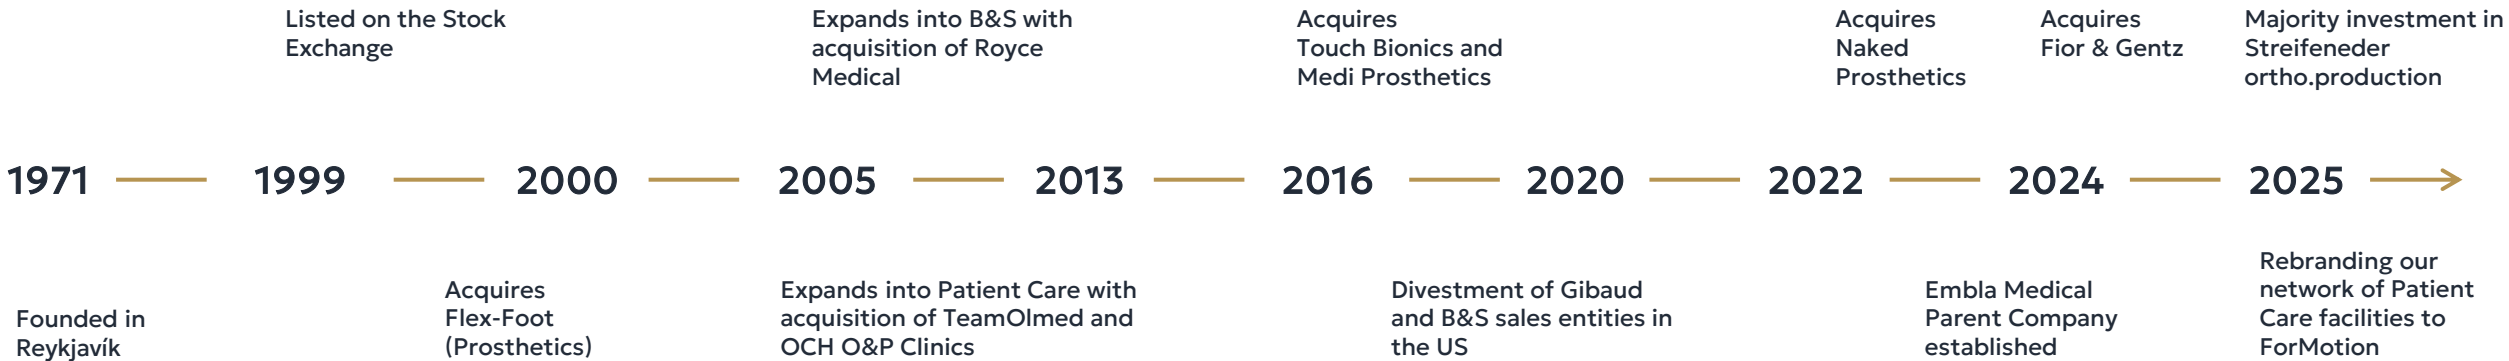 Listed on the Stock
Exchange
Expands into B&S with
acquisition of Royce
Medical
Acquires
Touch Bionics and
Medi Prosthetics
Acquires
Naked
Prosthetics
Acquires
Fior & Gentz
Majority investment in
Streifeneder
ortho.production
1971
1999
2000
2005
2013
2016
2020
2022
2024
2025
Founded in
Reykjavík
Acquires
Flex-Foot
(Prosthetics)
Expands into Patient Care with
acquisition of TeamOlmed and
OCH O&P Clinics
Divestment of Gibaud
and B&S sales entities in
the US
Embla Medical
Parent Company
established
Rebranding our
network of Patient
Care facilities to
ForMotion